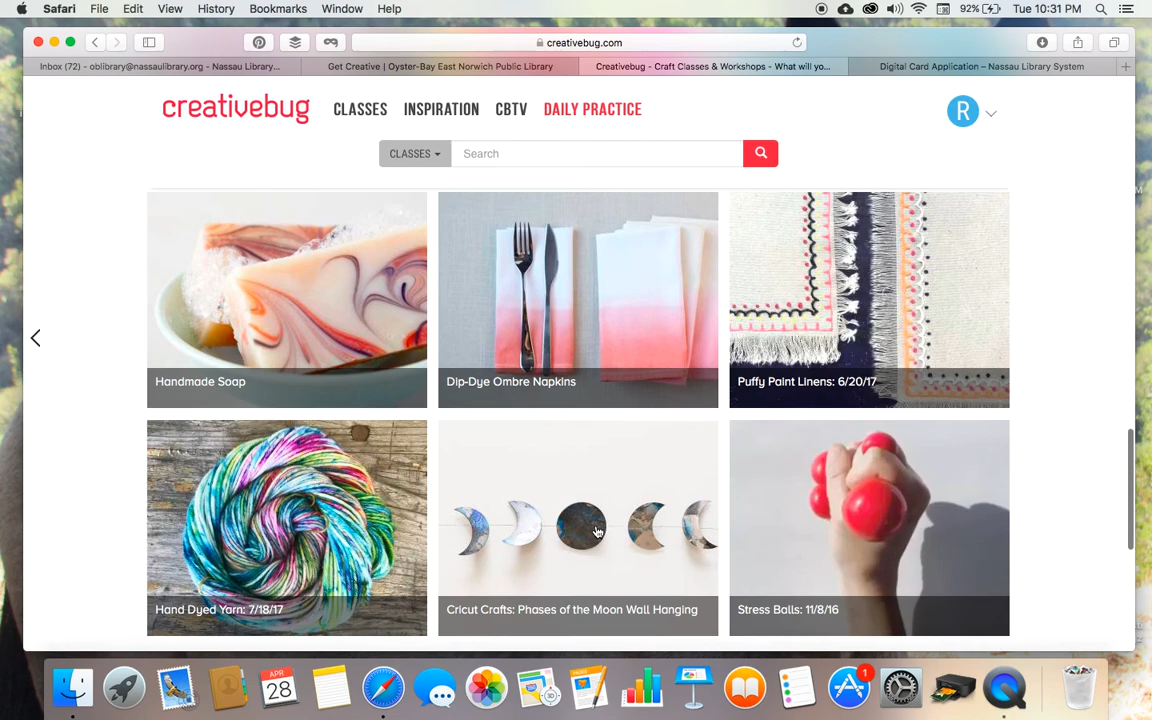 Safari File Edit View History Bookmarks Window Help 92% Tue 10:31 PM
creativebug.com
Inbox (72) - oblibrary@nassaulibrary.org - Nassau Library... Get Creative | Oyster-Bay East Norwich Public Library Creativebug - Craft Classes & Workshops - What will yo... Digital Card Application – Nassau Library System
creativebug CLASSES INSPIRATION CBTV DAILY PRACTICE R
CLASSES Search
Handmade Soap Dip-Dye Ombre Napkins Puffy Paint Linens: 6/20/17
Hand Dyed Yarn: 7/18/17 Cricut Crafts: Phases of the Moon Wall Hanging Stress Balls: 11/8/16
APR
28
3D
1